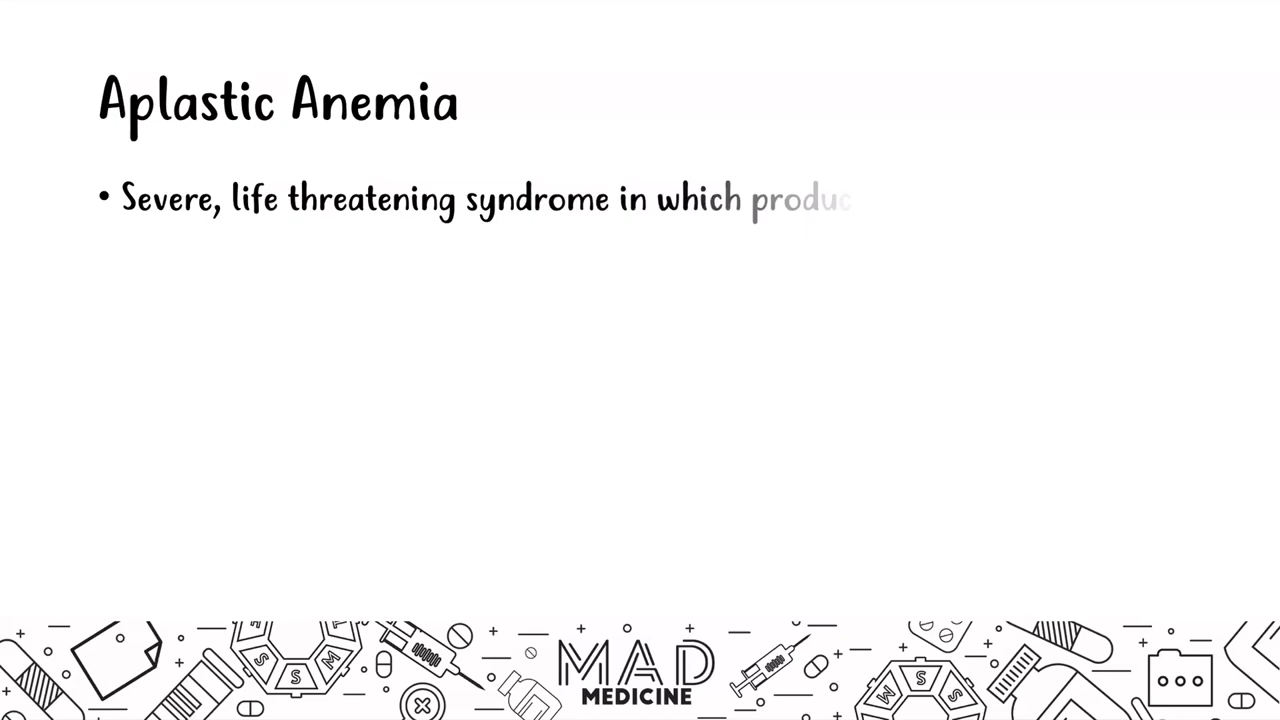 Aplastic Anemia
• Severe, life threatening syndrome in which produc
MAD
MEDICINE
S
S
M
M
S
S